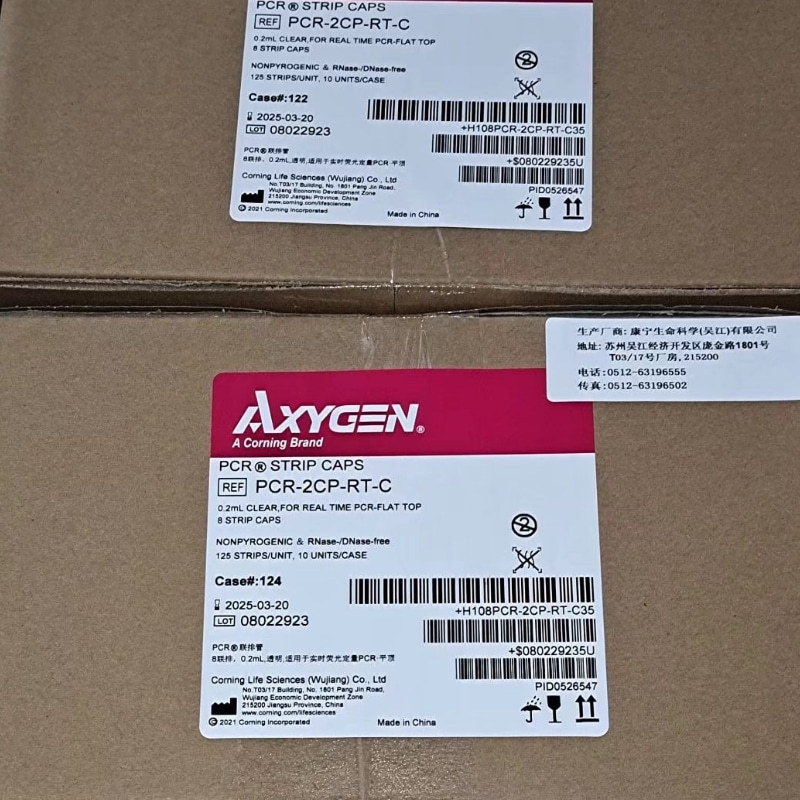 PCR® STRIP CAPS
REF PCR-2CP-RT-C
0.2mL CLEAR,FOR REAL TIME PCR-FLAT TOP
8 STRIP CAPS
NONPYROGENIC & RNase-/DNase-free
125 STRIPS/UNIT, 10 UNITS/CASE
Case#:122
2025-03-20
LOT 08022923
+H108PCR-2CP-RT-C35
+$080229235U
PID0526547
PCR®联排管
8联排，0.2mL,透明,适用于实时荧光定量PCR-平顶
Corning Life Sciences (Wujiang) Co., Ltd
No.T03/17 Building, No. 1801 Pang Jin Road,
Wujiang Economic Development Zone
215200 Jiangsu Province, China
www.corning.com/lifesciences
© 2021 Corning Incorporated
Made in China
生产厂商: 康宁生命科学(吴江)有限公司
地址: 苏州吴江经济开发区庞金路1801号
T03/17号厂房,215200
电话:0512-63196555
传真:0512-63196502
AXYGEN®
A Corning Brand
PCR® STRIP CAPS
REF PCR-2CP-RT-C
0.2mL CLEAR,FOR REAL TIME PCR-FLAT TOP
8 STRIP CAPS
2
NONPYROGENIC & RNase-/DNase-free
125 STRIPS/UNIT, 10 UNITS/CASE
Case#:124
2025-03-20
LOT 08022923
+H108PCR-2CP-RT-C35
+$080229235U
PID0526547
PCR®联排管
8联排，0.2mL,透明,适用于实时荧光定量PCR-平顶
Corning Life Sciences (Wujiang) Co., Ltd
No.T03/17 Building, No. 1801 Pang Jin Road,
Wujiang Economic Development Zone
215200 Jiangsu Province, China
www.corning.com/lifesciences
© 2021 Corning Incorporated
Made in China